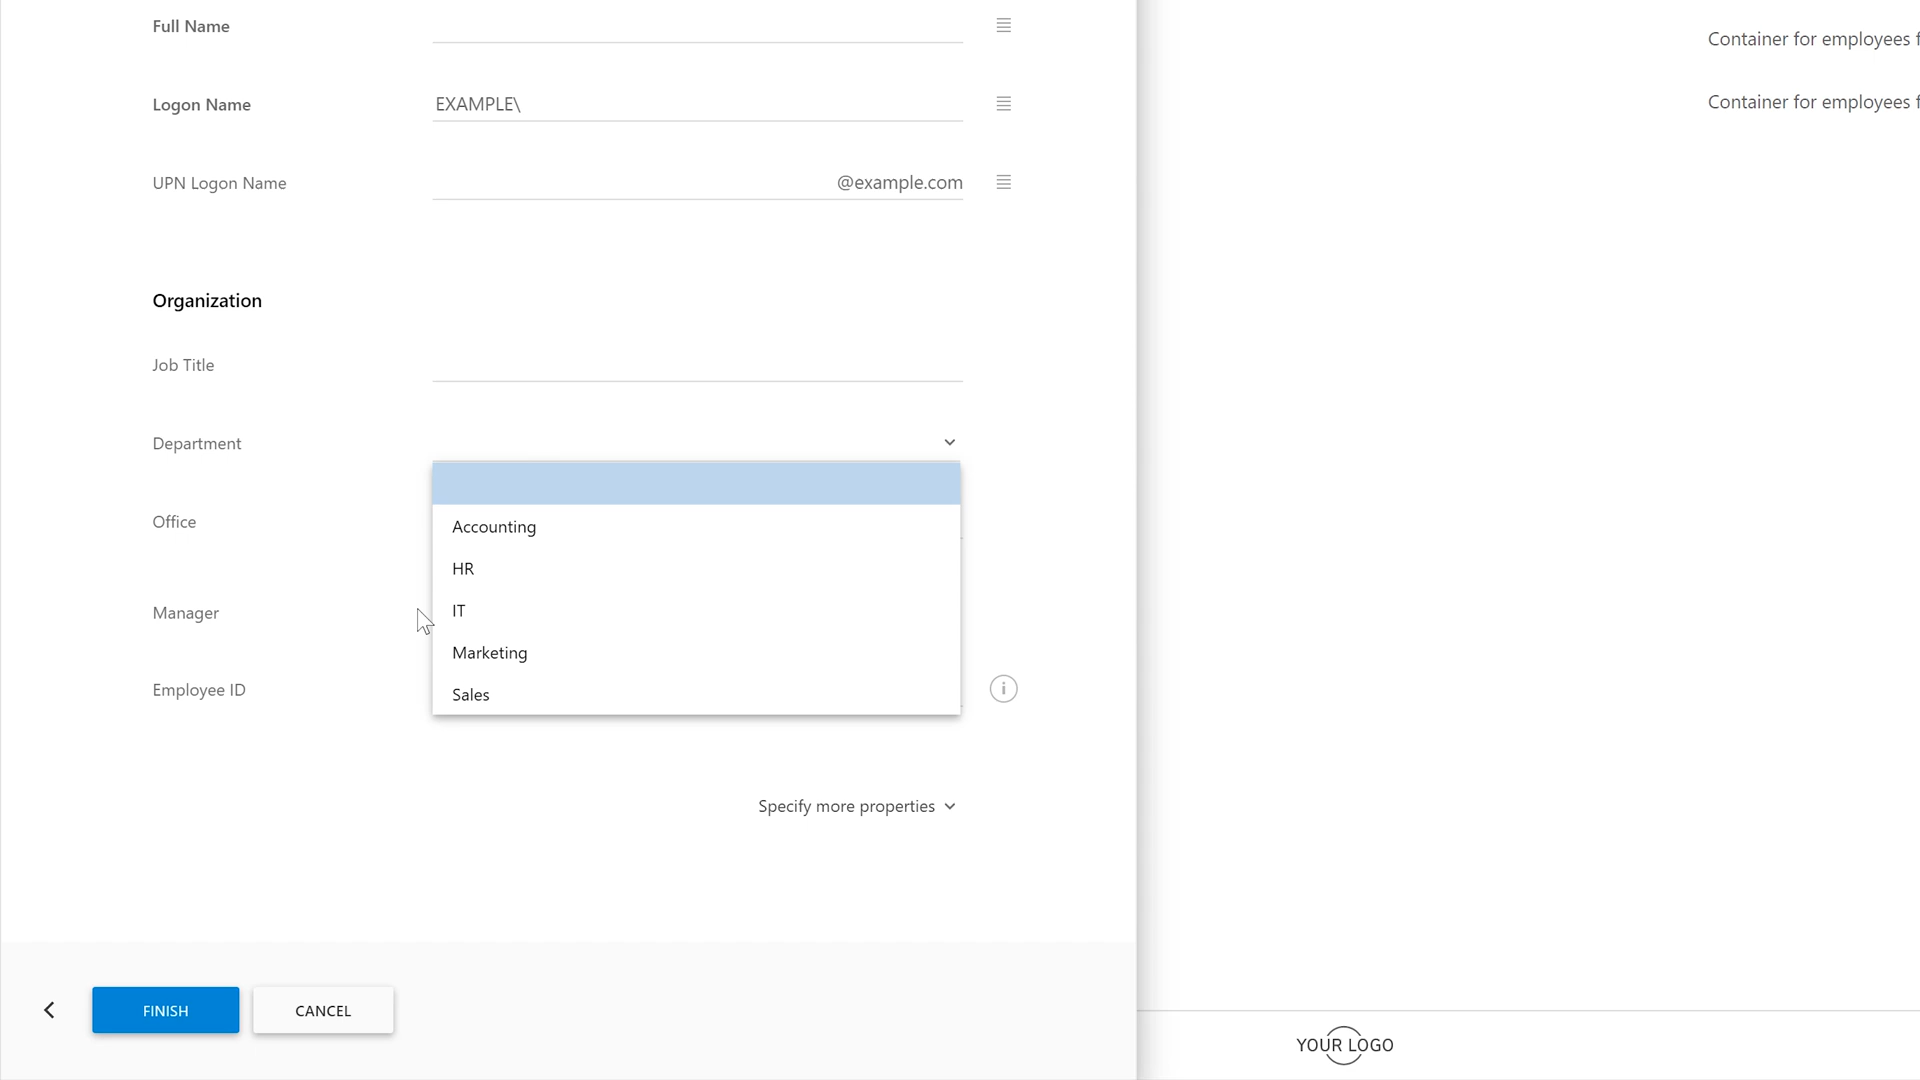 Full Name
Container for employees f
Logon Name
EXAMPLE\
Container for employees f
UPN Logon Name
@example.com
Organization
Job Title
Department
Accounting
Office
HR
IT
Manager
Marketing
Employee ID
Sales
i
Specify more properties
FINISH
CANCEL
YOUR LOGO